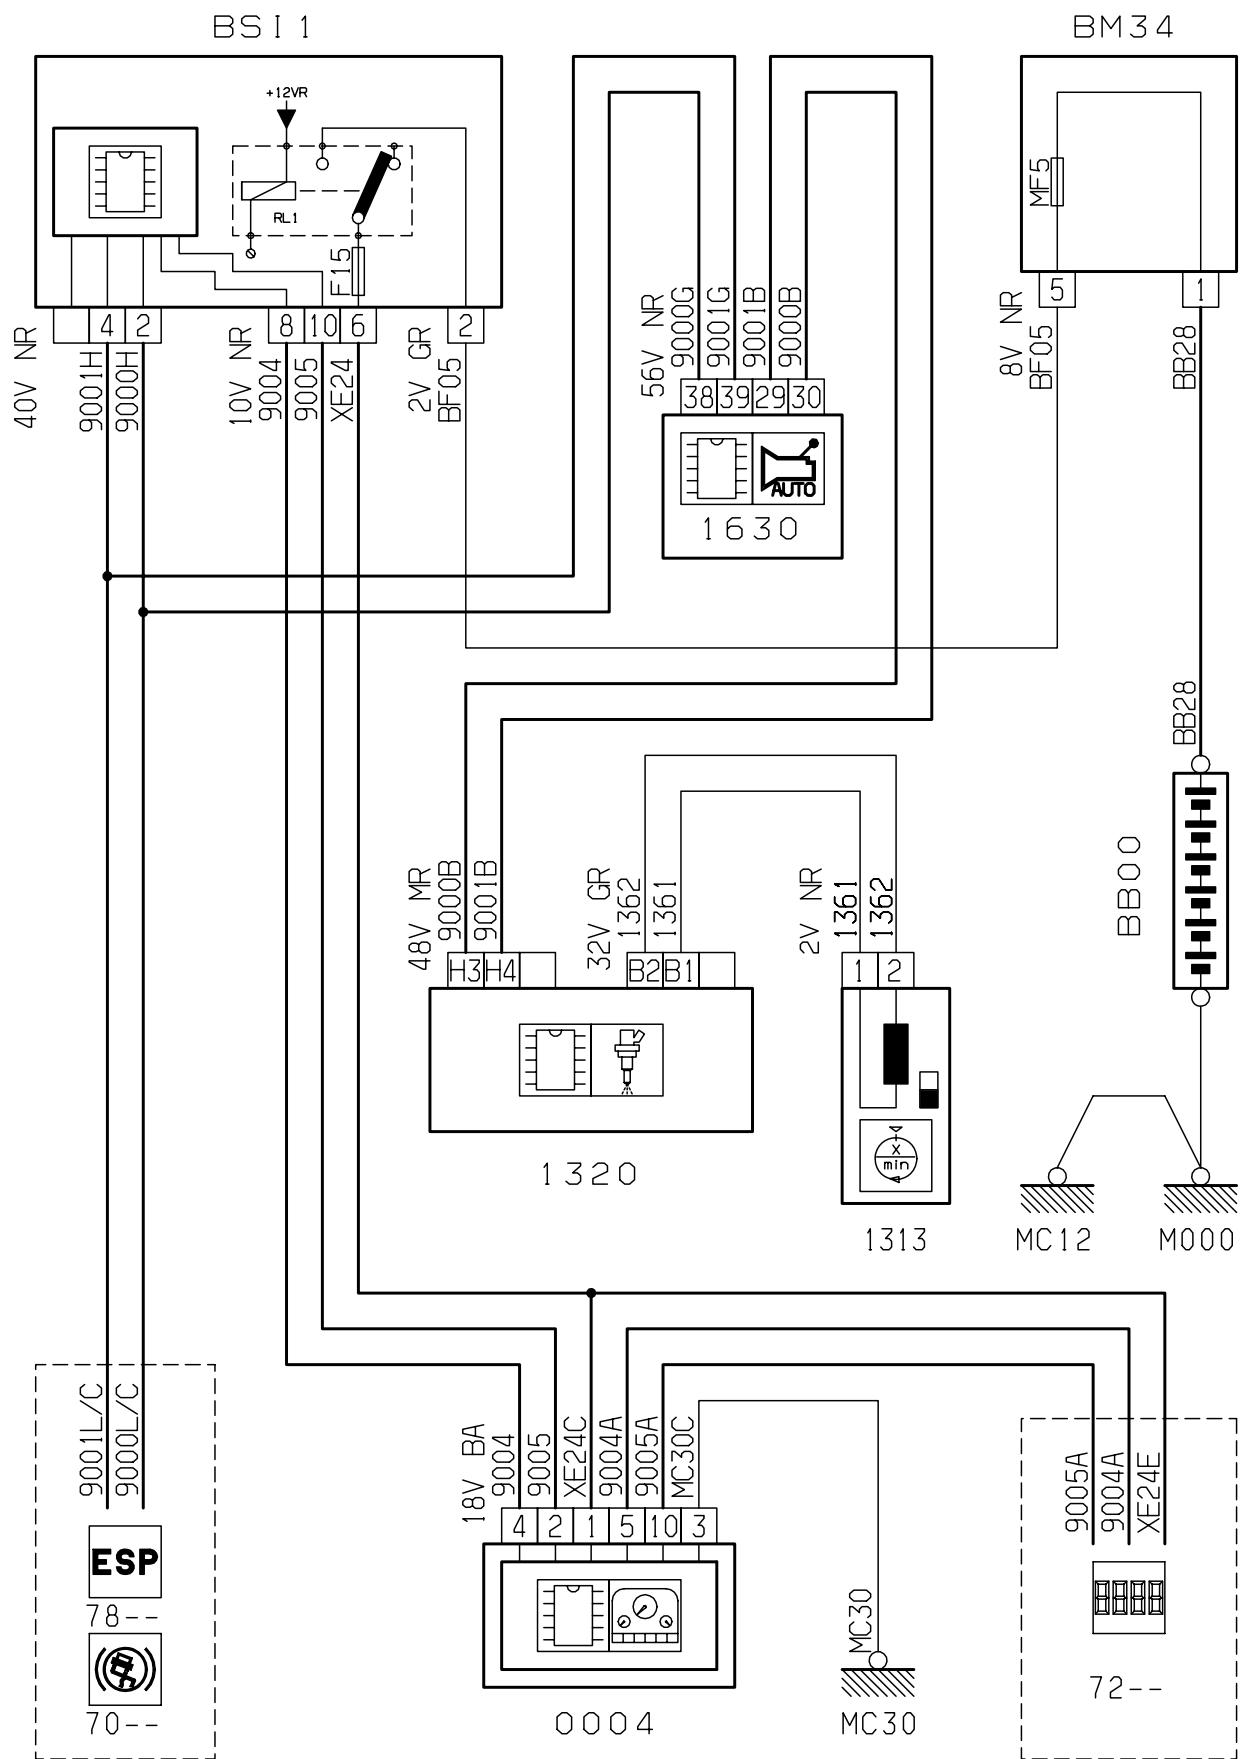 BSI1
BM34
+12VR
RL1
F15
MF5
4
2
8
10
6
2
5
1
40V NR
9001H
9000H
10V NR
9004
9005
XE24
2V GR
BF05
56V NR
9000G
9001G
9001B
9000B
8V NR
BF05
BB28
38
39
29
30
AUTO
1630
BB28
BB00
48V MR
9000B
9001B
32V GR
1362
1361
2V NR
1361
1362
H3
H4
B2
B1
1
2
1320
X
min
1313
MC12
M000
9001L/C
9000L/C
18V BA
9004
9005
XE24C
9004A
9005A
MC30C
9005A
9004A
XE24E
4
2
1
5
10
3
ESP
78--
70--
0004
MC30
MC30
72--